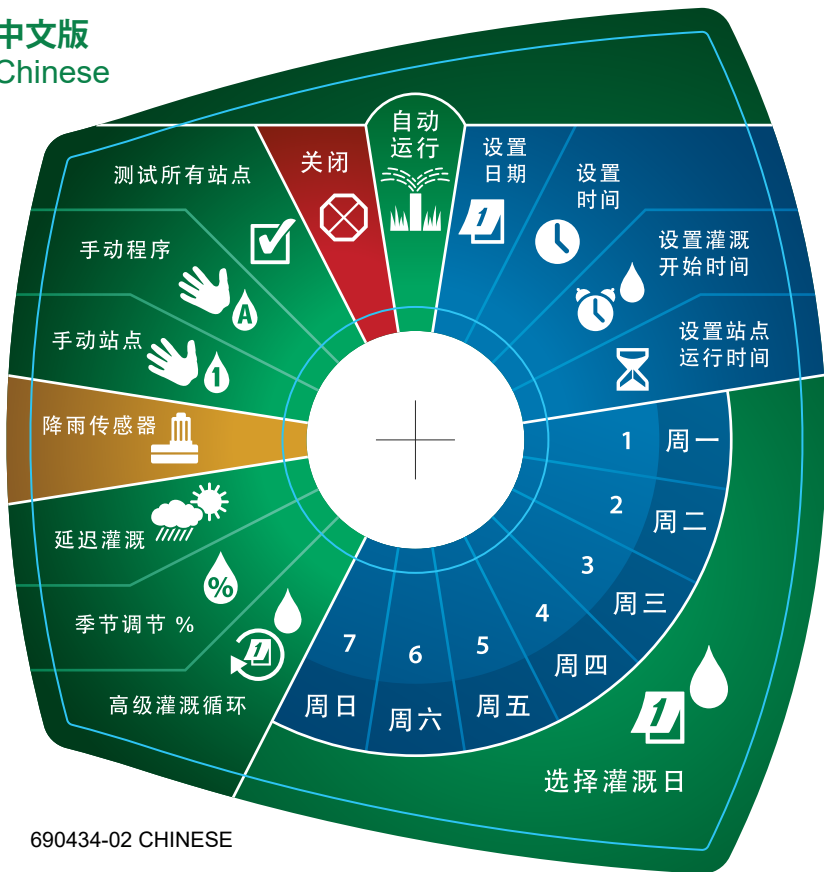 中文版
Chinese
自动
运行
关闭
测试所有站点
手动程序
A
手动站点
1
降雨传感器
延迟灌溉
%
季节调节 %
1
高级灌溉循环
设置
日期
1
设置
时间
设置灌溉
开始时间
设置站点
运行时间
1 周一
2 周二
3 周三
4 周四
5 周五
6 周六
7 周日
1
选择灌溉日
690434-02 CHINESE